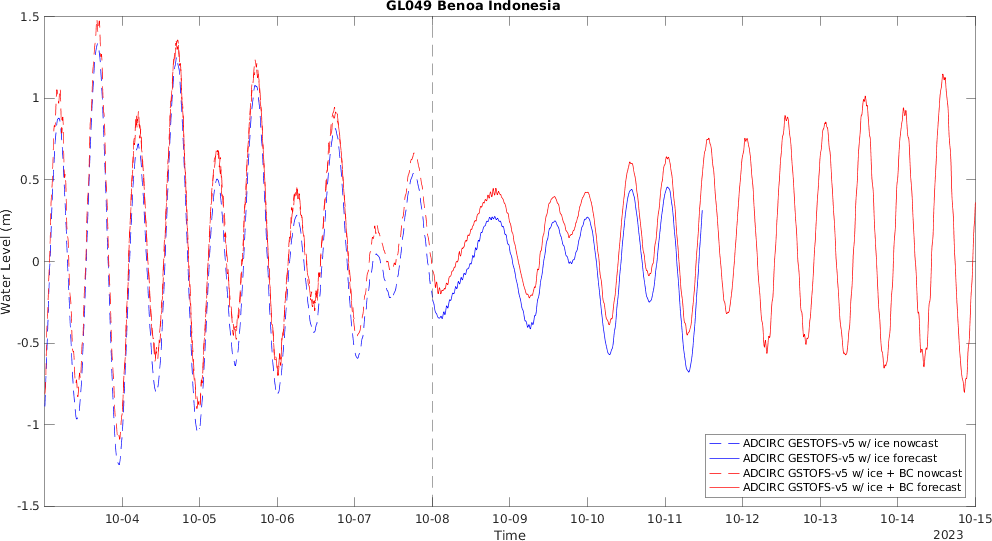 GL049 Benoa Indonesia
1.5
1
0.5
0
-0.5
-1
-1.5
Water Level (m)
10-04 10-05 10-06 10-07 10-08 10-09 10-10 10-11 10-12 10-13 10-14 10-15
Time
2023
ADCIRC GESTOFS-v5 w/ ice nowcast
ADCIRC GESTOFS-v5 w/ ice forecast
ADCIRC GSTOFS-v5 w/ ice + BC nowcast
ADCIRC GSTOFS-v5 w/ ice + BC forecast